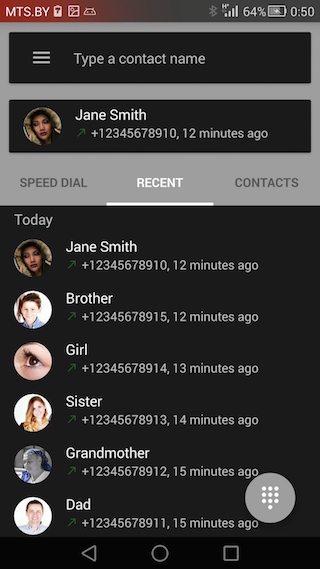 MTS.BY 64% 0:50
Type a contact name
Jane Smith
+12345678910, 12 minutes ago
SPEED DIAL RECENT CONTACTS
Today
Jane Smith
+12345678910, 12 minutes ago
Brother
+12345678915, 12 minutes ago
Girl
+12345678914, 13 minutes ago
Sister
+12345678913, 14 minutes ago
Grandmother
+12345678912, 15 minutes ago
Dad
+12345678911, 15 minutes ago